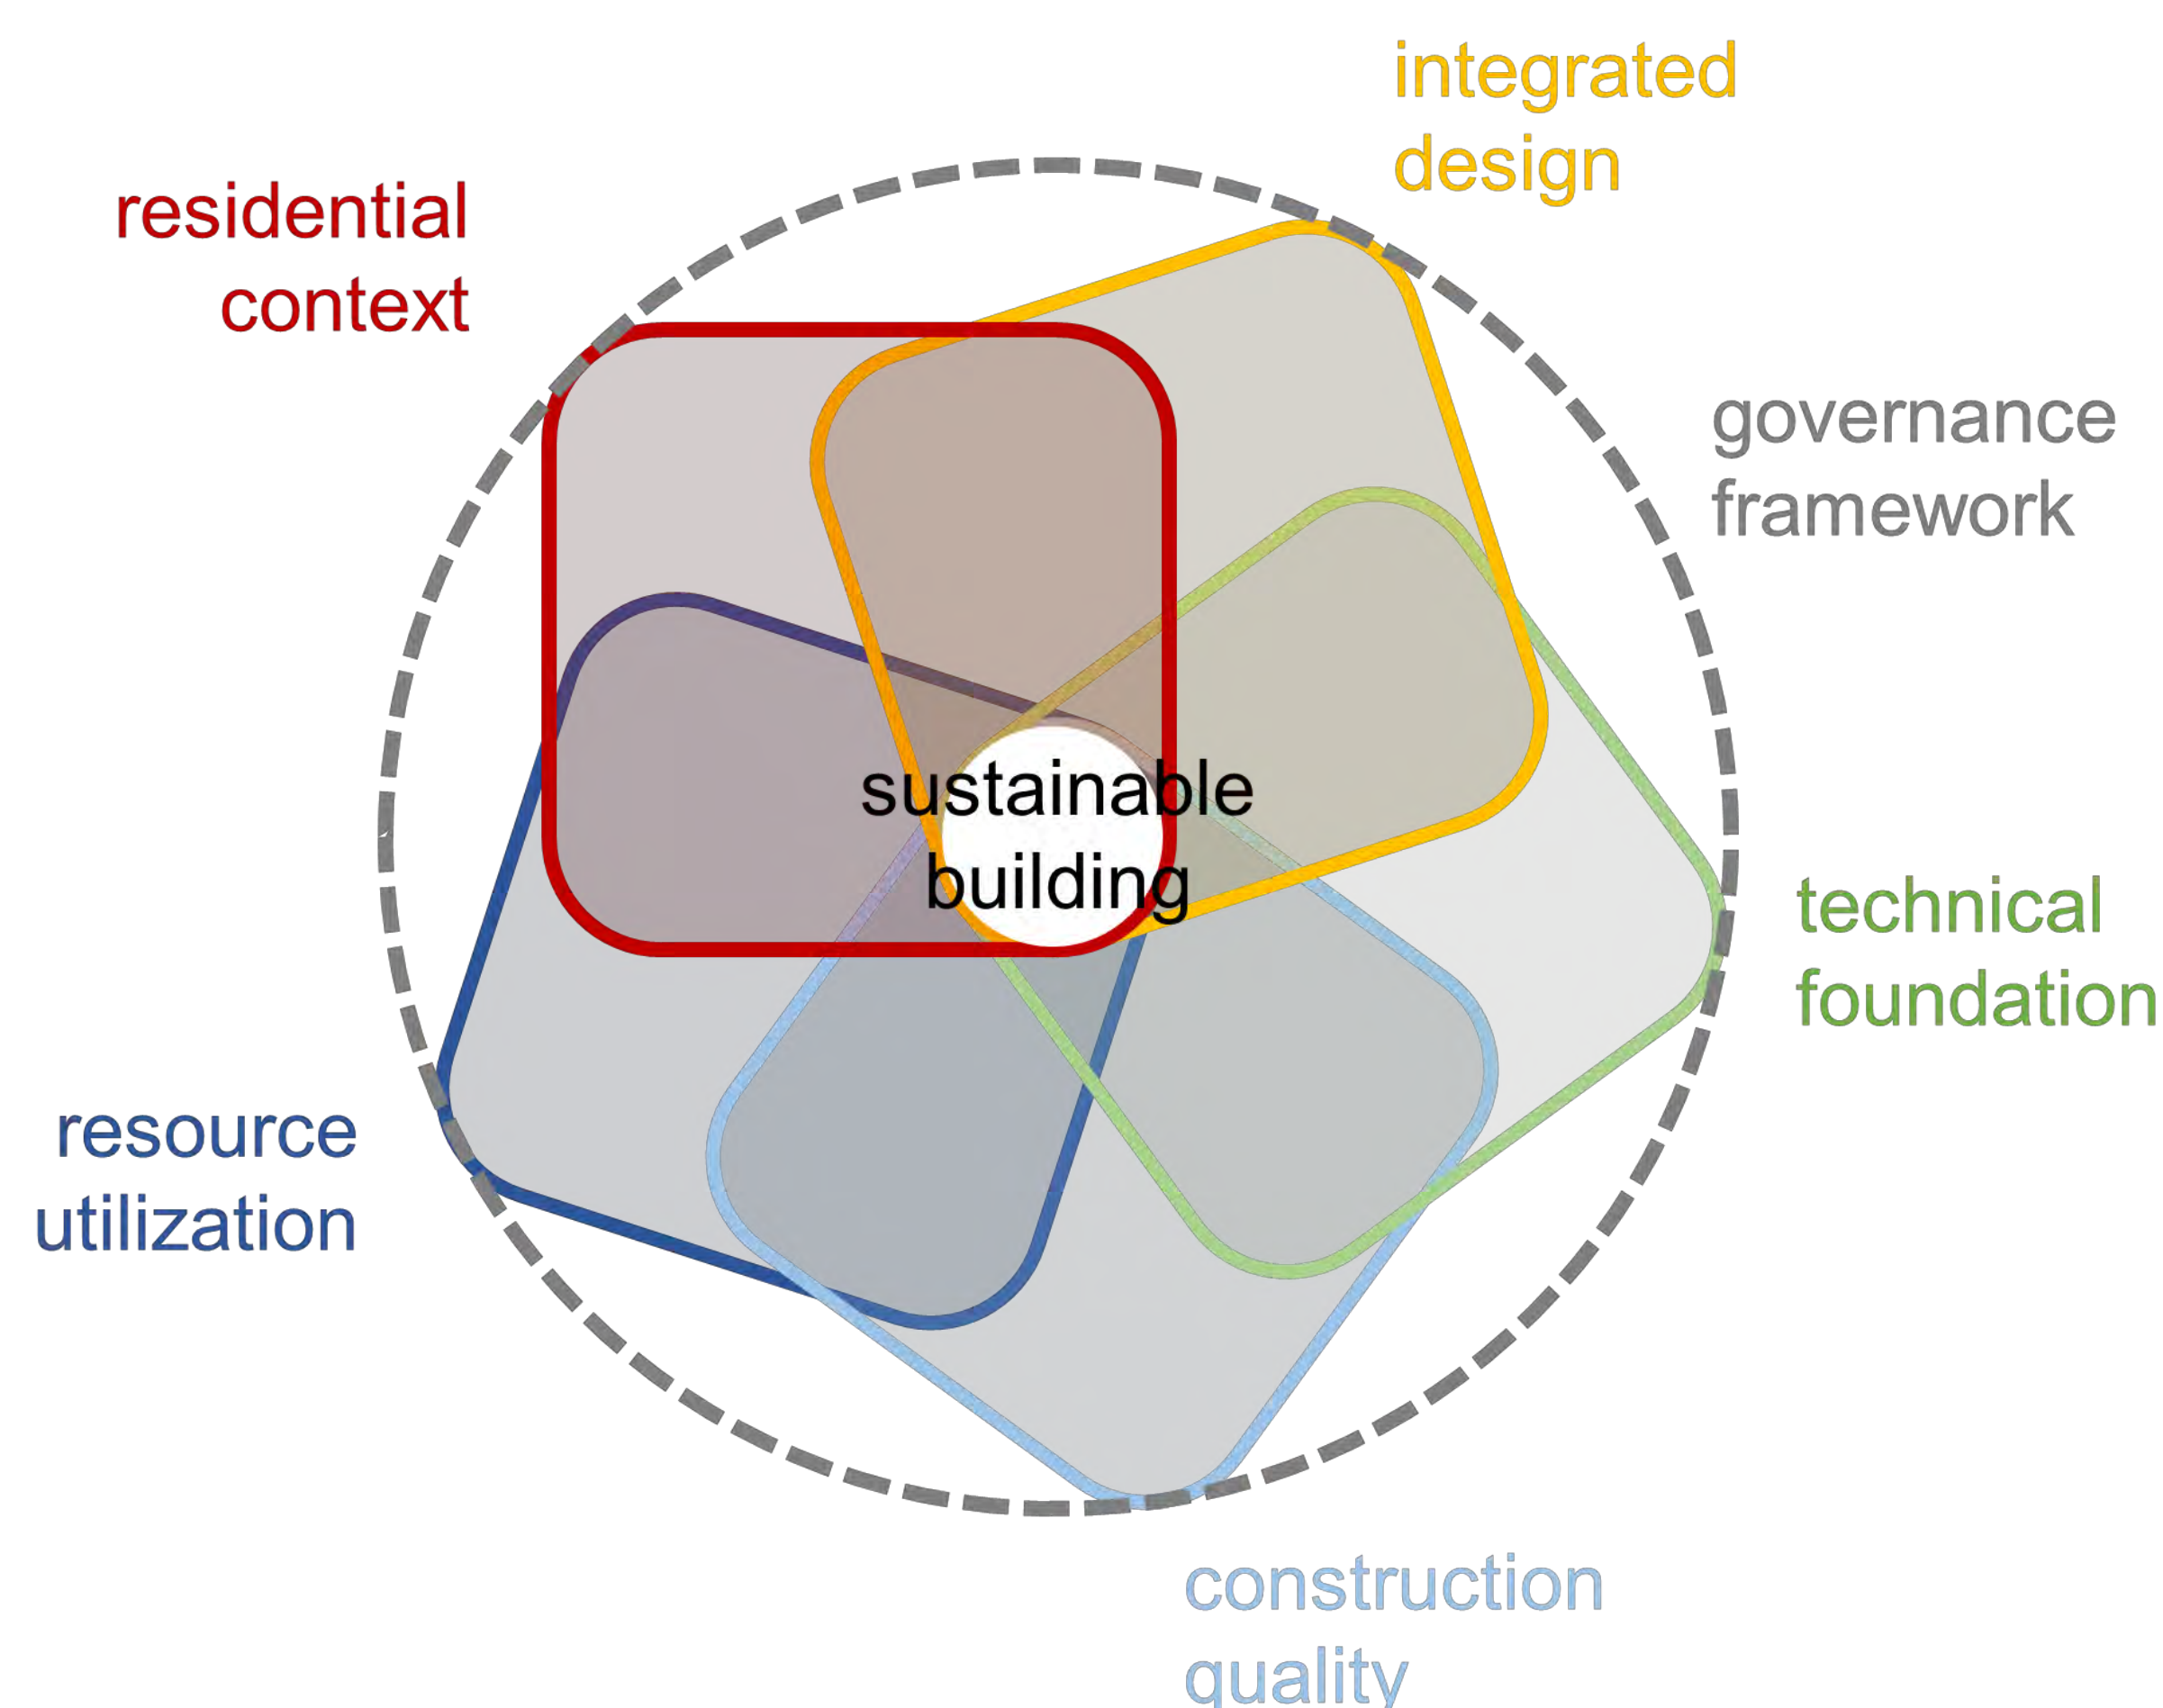 integrated
design
residential
context
governance
framework
sustainable
building
technical
foundation
resource
utilization
construction
quality